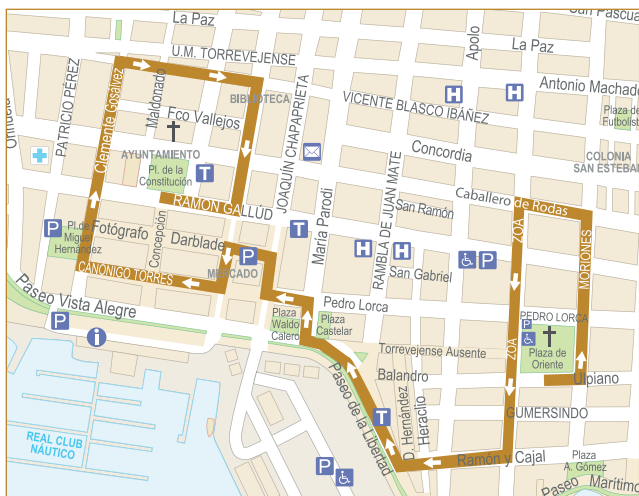 La Paz
San Pascual
Apolo
La Paz
U.M. TORREVEJENSE
Antonio Machado
PATRICIO PÉREZ
Clemente Gosálvez
Maldonado
BIBLIOTECA
Fco Vallejos
JOAQUÍN CHAPAPRIETA
VICENTE BLASCO IBÁÑEZ
H
H
Plaza de
Futbolista
Concordia
COLONIA
SAN ESTEBAN
AYUNTAMIENTO
Pl. de la
Constitución
T
RAMÓN GALLÚD
María Parodi
RAMBLA DE JUAN MATE
San Ramón
Caballero de Rodas
P
Pl.de
Miguel
Hernández
Fotógrafo
Concepción
Darblade
P
MERCADO
T
H
H
San Gabriel
P
ZOA
MORIONES
CANÓNIGO TORRES
Paseo Vista Alegre
P
i
Plaza
Waldo
Calero
Pedro Lorca
Plaza
Castelar
PEDRO LORCA
P
Plaza de
Oriente
Torrevejense Ausente
ZOA
Balandro
Ulpiano
Paseo de la Libertad
T
D. Hernández
Heraclio
GUMERSINDO
REAL CLUB
NÁUTICO
P
Ramón y Cajal
Plaza
A. Gómez
Paseo Marítimo